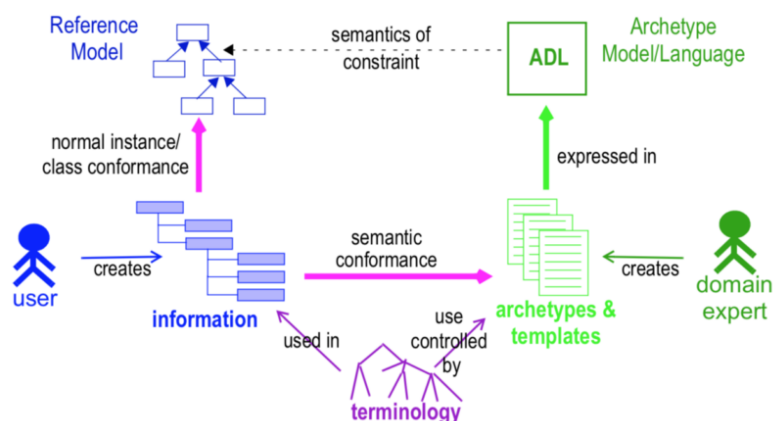 Reference
Model
semantics of
constraint
ADL
Archetype
Model/Language
normal instance/
class conformance
expressed in
user
creates
information
semantic
conformance
archetypes &
templates
creates
domain
expert
used in
use
controlled
by
terminology